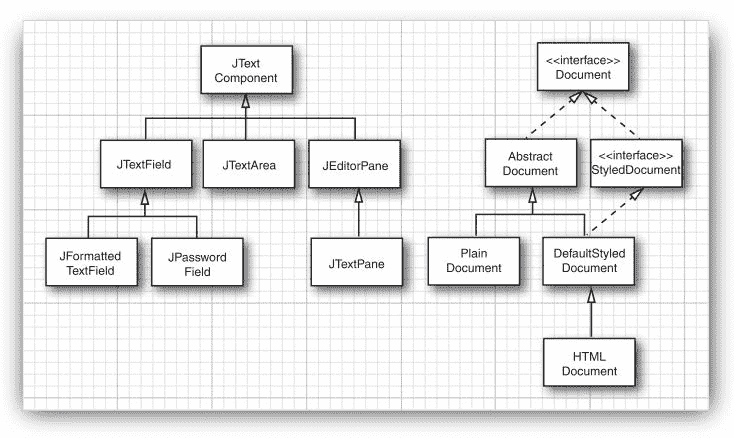 JText
Component
<<interface>>
Document
JTextField
JTextArea
JEditorPane
Abstract
Document
<<interface>>
StyledDocument
JFormatted
TextField
JPassword
Field
JTextPane
Plain
Document
DefaultStyled
Document
HTML
Document